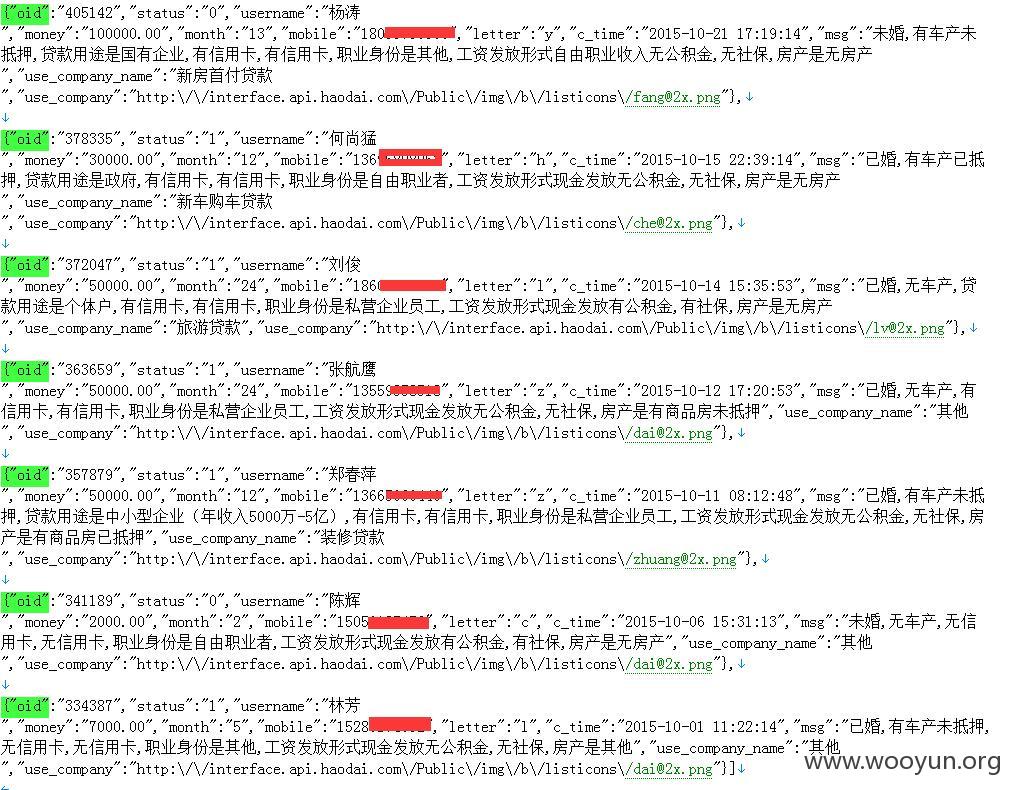 {"oid":"405142","status":"0","username":"杨涛
","money":"100000.00","month":"13","mobile":"180","letter":"y","c_time":"2015-10-21 17:19:14","msg":"未婚,有车产未
抵押,贷款用途是国有企业,有信用卡,有信用卡,职业身份是其他,工资发放形式自由职业收入无公积金,无社保,房产是无房产
","use_company_name":"新房首付贷款
","use_company":"http:\/\/interface.api.haodai.com\/Public\/img\/b\/listicons\/fang@2x.png"},↓
↓
{"oid":"378335","status":"1","username":"何尚猛
","money":"30000.00","month":"12","mobile":"136","letter":"h","c_time":"2015-10-15 22:39:14","msg":"已婚,有车产已抵
押,贷款用途是政府,有信用卡,有信用卡,职业身份是自由职业者,工资发放形式现金发放无公积金,无社保,房产是无房产
","use_company_name":"新车购车贷款
","use_company":"http:\/\/interface.api.haodai.com\/Public\/img\/b\/listicons\/che@2x.png"},↓
↓
{"oid":"372047","status":"1","username":"刘俊
","money":"50000.00","month":"24","mobile":"186","letter":"l","c_time":"2015-10-14 15:35:53","msg":"已婚,无车产,贷
款用途是个体户,有信用卡,有信用卡,职业身份是私营企业员工,工资发放形式现金发放有公积金,有社保,房产是无房产
","use_company_name":"旅游贷款","use_company":"http:\/\/interface.api.haodai.com\/Public\/img\/b\/listicons\/lv@2x.png"},↓
↓
{"oid":"363659","status":"1","username":"张航鹰
","money":"50000.00","month":"24","mobile":"13559","letter":"z","c_time":"2015-10-12 17:20:53","msg":"已婚,无车产,有
信用卡,有信用卡,职业身份是私营企业员工,工资发放形式现金发放无公积金,无社保,房产是有商品房未抵押","use_company_name":"其他
","use_company":"http:\/\/interface.api.haodai.com\/Public\/img\/b\/listicons\/dai@2x.png"},↓
↓
{"oid":"357879","status":"1","username":"郑春萍
","money":"50000.00","month":"12","mobile":"1366","letter":"z","c_time":"2015-10-11 08:12:48","msg":"已婚,有车产未抵
押,贷款用途是中小型企业（年收入5000万-5亿）,有信用卡,有信用卡,职业身份是私营企业员工,工资发放形式现金发放无公积金,无社保,房
产是有商品房已抵押","use_company_name":"装修贷款
","use_company":"http:\/\/interface.api.haodai.com\/Public\/img\/b\/listicons\/zhuang@2x.png"},↓
↓
{"oid":"341189","status":"0","username":"陈辉
","money":"2000.00","month":"2","mobile":"1505","letter":"c","c_time":"2015-10-06 15:31:13","msg":"未婚,无车产,无信
用卡,无信用卡,职业身份是自由职业者,工资发放形式现金发放有公积金,有社保,房产是无房产","use_company_name":"其他
","use_company":"http:\/\/interface.api.haodai.com\/Public\/img\/b\/listicons\/dai@2x.png"},↓
↓
{"oid":"334387","status":"1","username":"林芳
","money":"7000.00","month":"5","mobile":"1528","letter":"l","c_time":"2015-10-01 11:22:14","msg":"已婚,有车产未抵押,
无信用卡,无信用卡,职业身份是其他,工资发放形式现金发放无公积金,无社保,房产是其他","use_company_name":"其他
","use_company":"http:\/\/interface.api.haodai.com\/Public\/img\/b\/listicons\/dai@2x.png"}]↓
www.wooyun.org